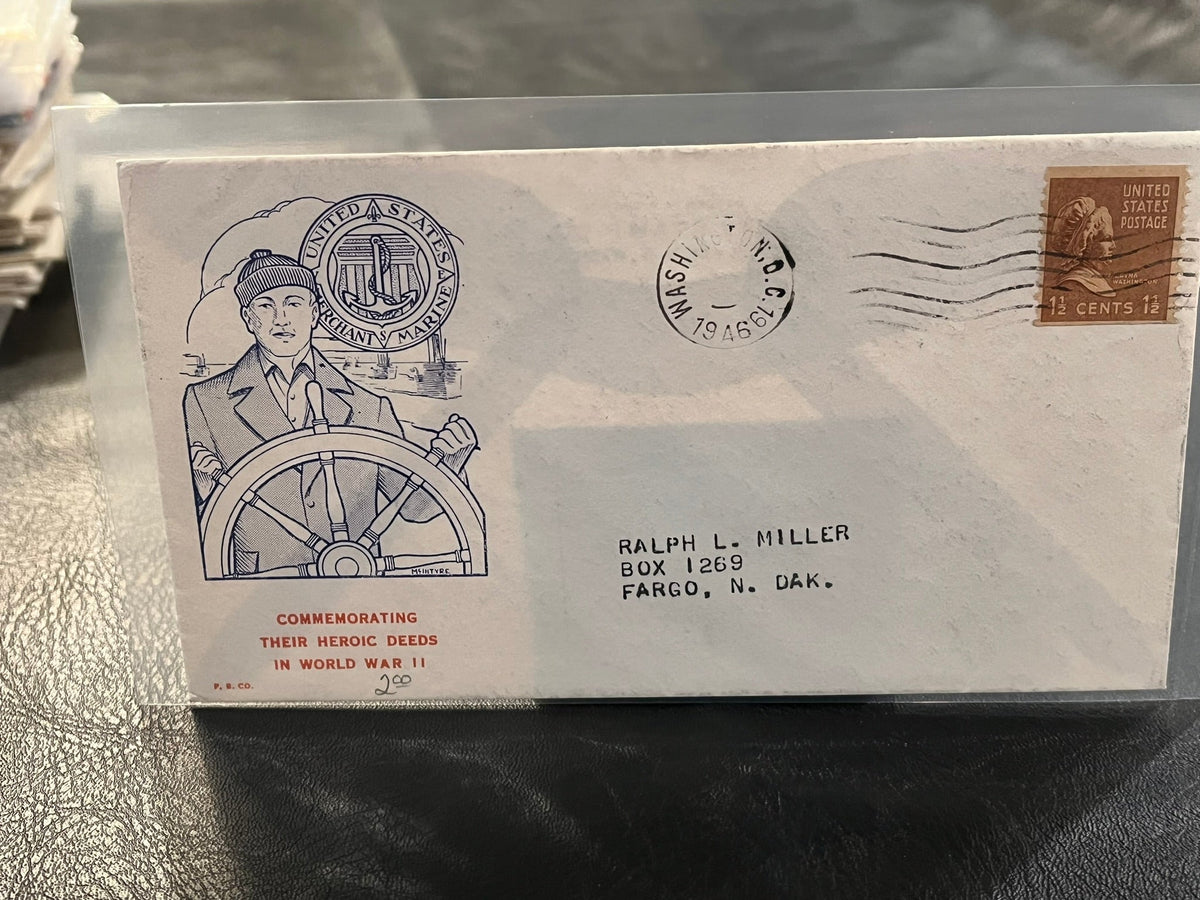 UNITED STATES
MERCHANT MARINE
McINTYRE
COMMEMORATING
THEIR HEROIC DEEDS
IN WORLD WAR II
P. B. CO.
2.00
WASHINGTON, D.C. 19
1946
UNITED
STATES
POSTAGE
MARTHA
WASHINGTON
1½ CENTS 1½
RALPH L. MILLER
BOX 1269
FARGO, N. DAK.